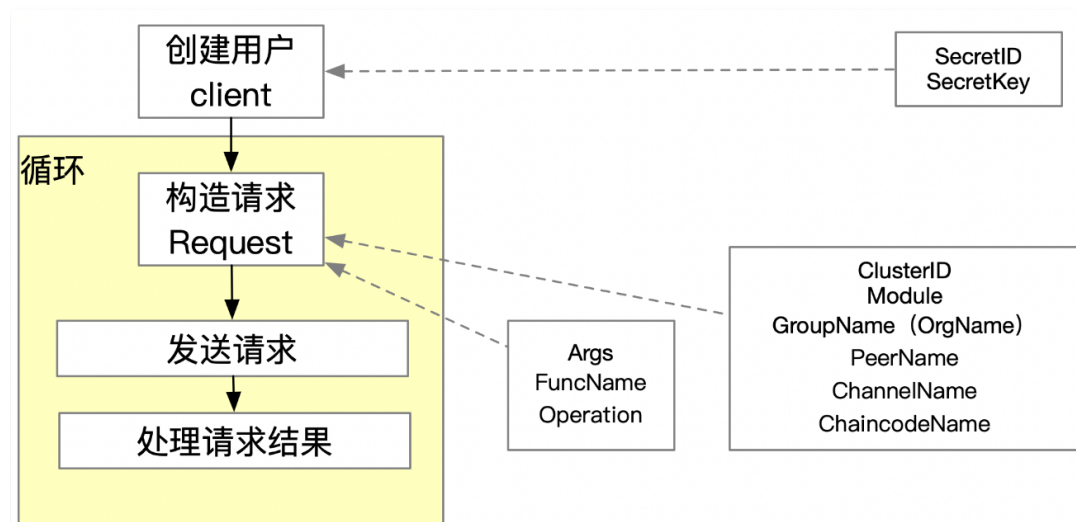 创建用户
client
SecretID
SecretKey
循环
构造请求
Request
发送请求
处理请求结果
Args
FuncName
Operation
ClusterID
Module
GroupName（OrgName）
PeerName
ChannelName
ChaincodeName